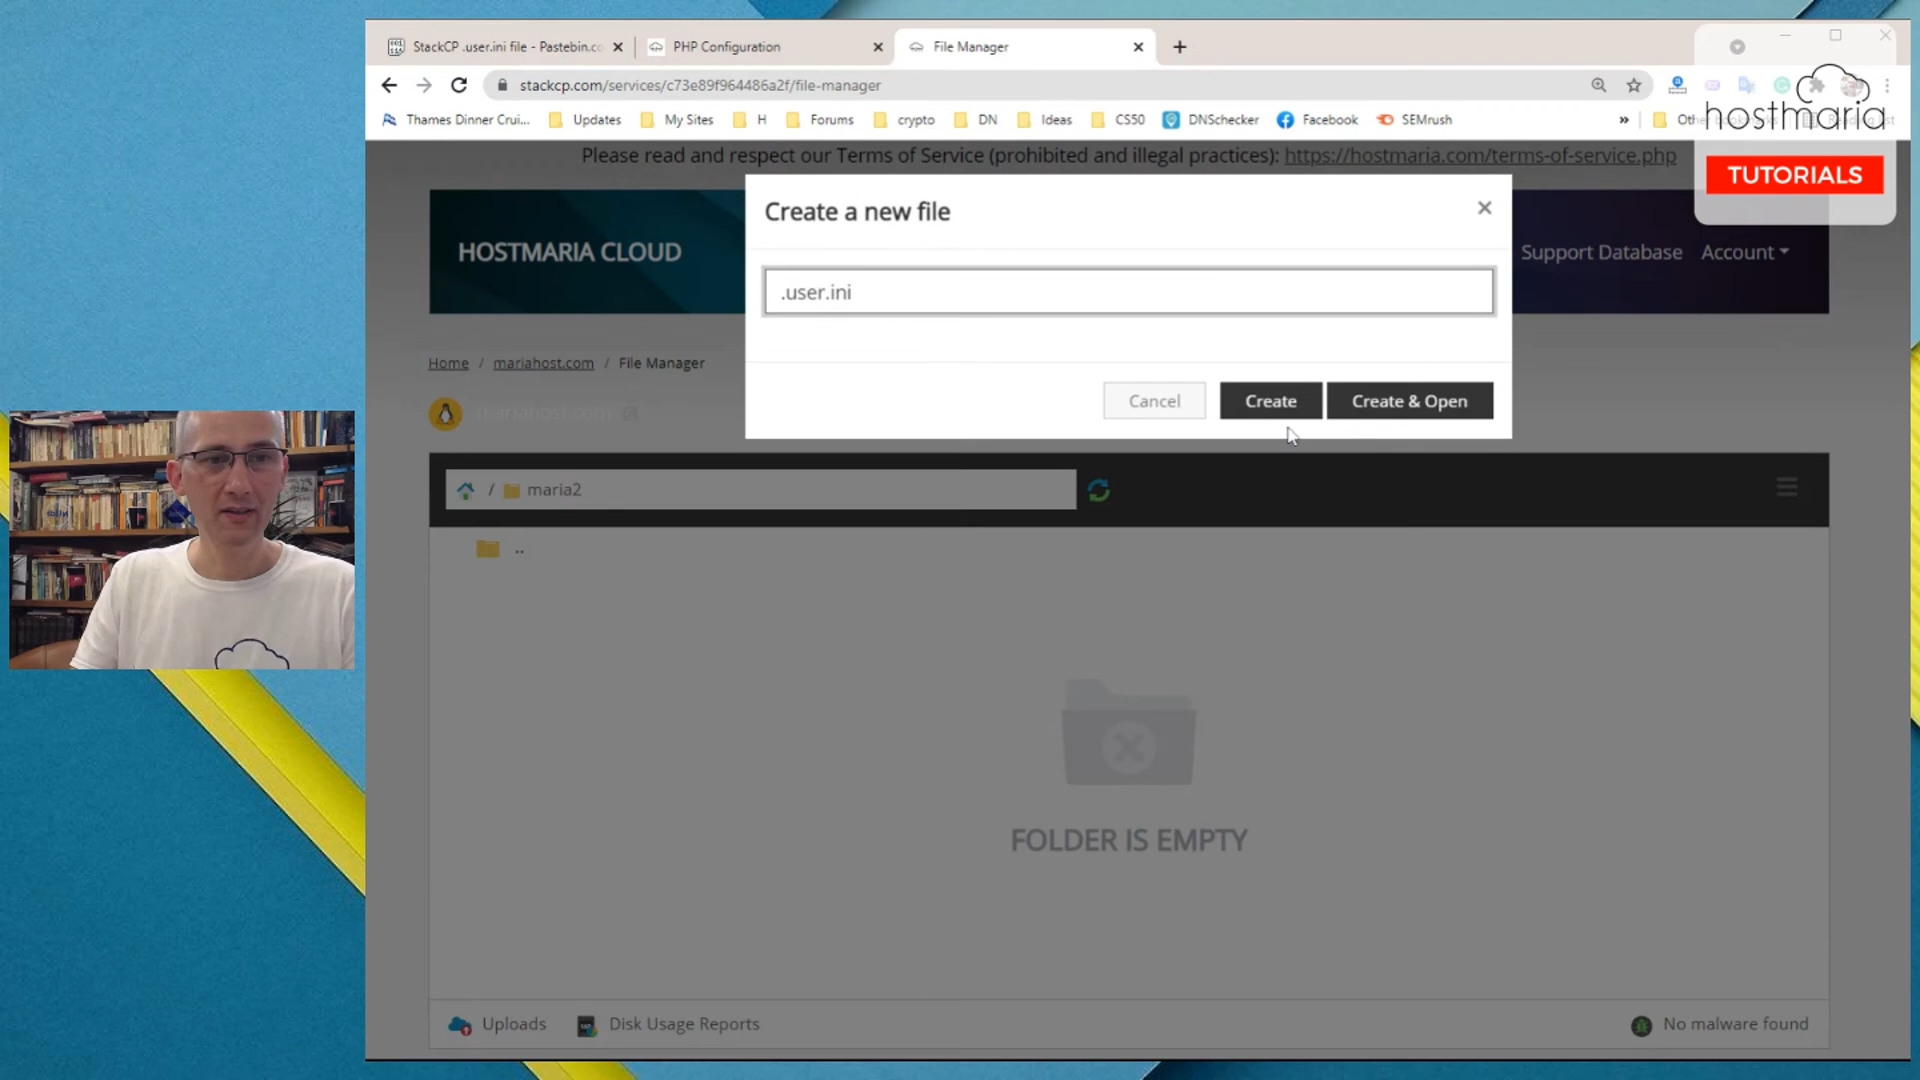 StackCP .user.ini file - Pastebin.co
PHP Configuration
File Manager
stackcp.com/services/c73e89f964486a2f/file-manager
Thames Dinner Crui...
Updates
My Sites
H
Forums
crypto
DN
Ideas
CS50
DNSchecker
Facebook
SEMrush
»
hostmaria
TUTORIALS
Please read and respect our Terms of Service (prohibited and illegal practices): https://hostmaria.com/terms-of-service.php
Create a new file
HOSTMARIA CLOUD
Support Database
Account
.user.ini
Home / mariahost.com / File Manager
Cancel
Create
Create & Open
mariahost.com
/ maria2
..
FOLDER IS EMPTY
Uploads
Disk Usage Reports
No malware found